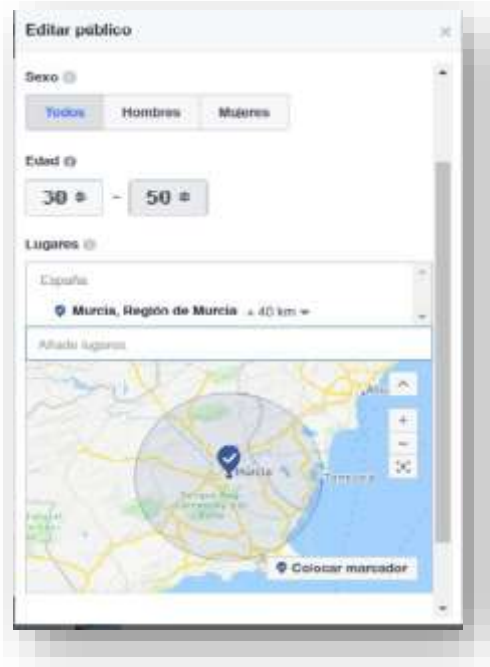 Editar público
Sexo
Todos Hombres Mujeres
Edad
30 - 50
Lugares
España
Murcia, Región de Murcia + 40 km
Añade lugares
Murcia
Torrevieja
Colocar marcador